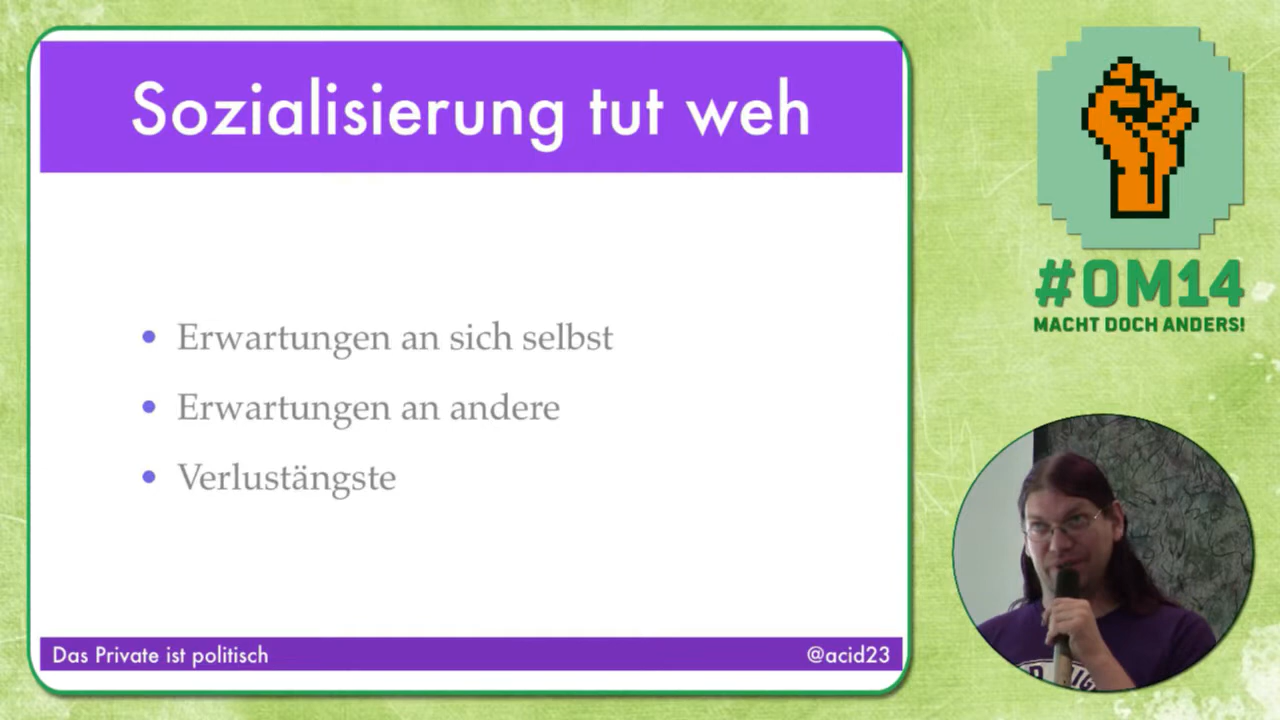 Sozialisierung tut weh
Erwartungen an sich selbst
Erwartungen an andere
Verlustängste
Das Private ist politisch
@acid23
#OM14
MACHT DOCH ANDERS!